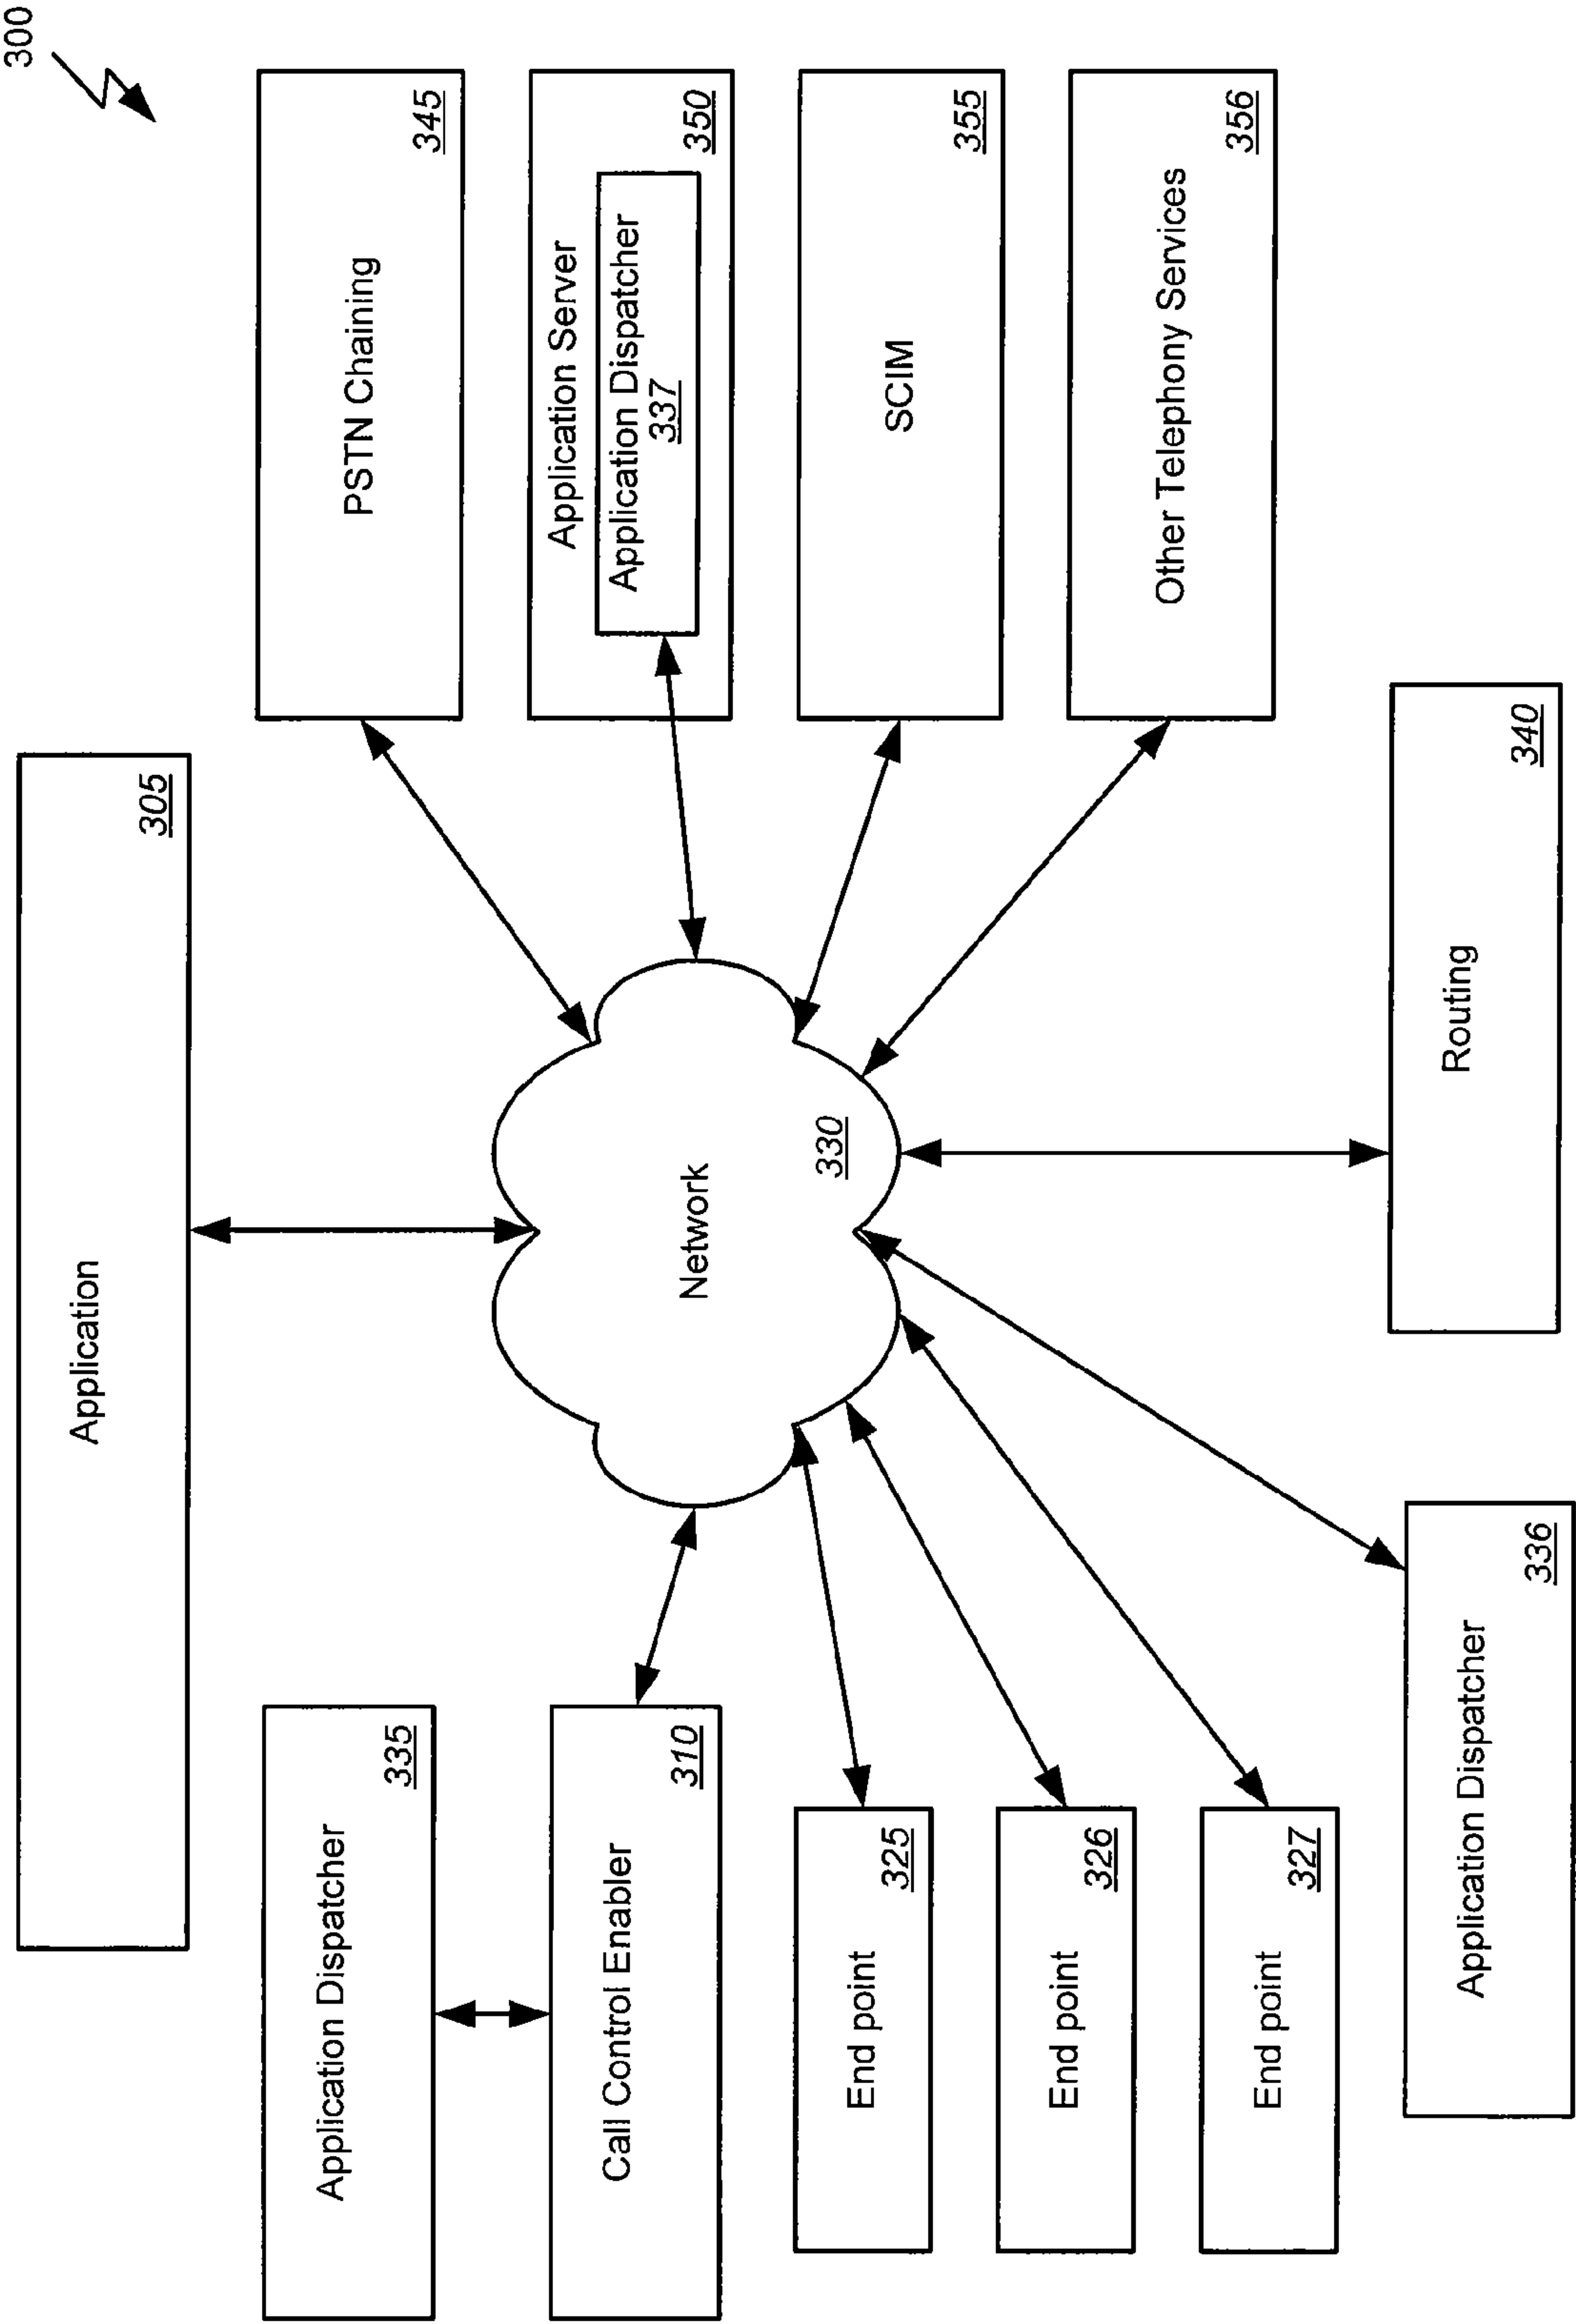 300
Application
305
Application Dispatcher
335
Call Control Enabler
310
End point
325
End point
326
End point
327
Application Dispatcher
336
Network
330
Routing
340
PSTN Chaining
345
Application Server
350
Application Dispatcher
337
SCIM
355
Other Telephony Services
356